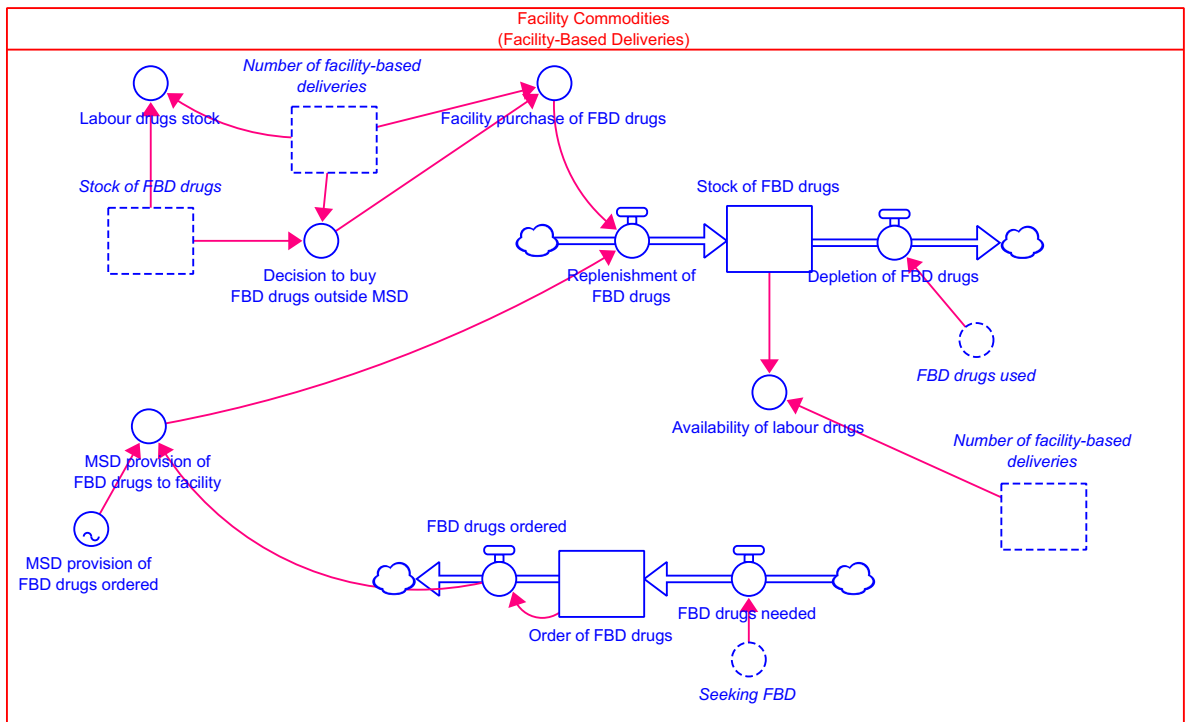 Facility Commodities
(Facility-Based Deliveries)
Number of facility-based
deliveries
Labour drugs stock
Facility purchase of FBD drugs
Stock of FBD drugs
Stock of FBD drugs
Decision to buy
FBD drugs outside MSD
Replenishment of
FBD drugs
Depletion of FBD drugs
FBD drugs used
Availability of labour drugs
Number of facility-based
deliveries
MSD provision of
FBD drugs to facility
MSD provision of
FBD drugs ordered
FBD drugs ordered
Order of FBD drugs
FBD drugs needed
Seeking FBD